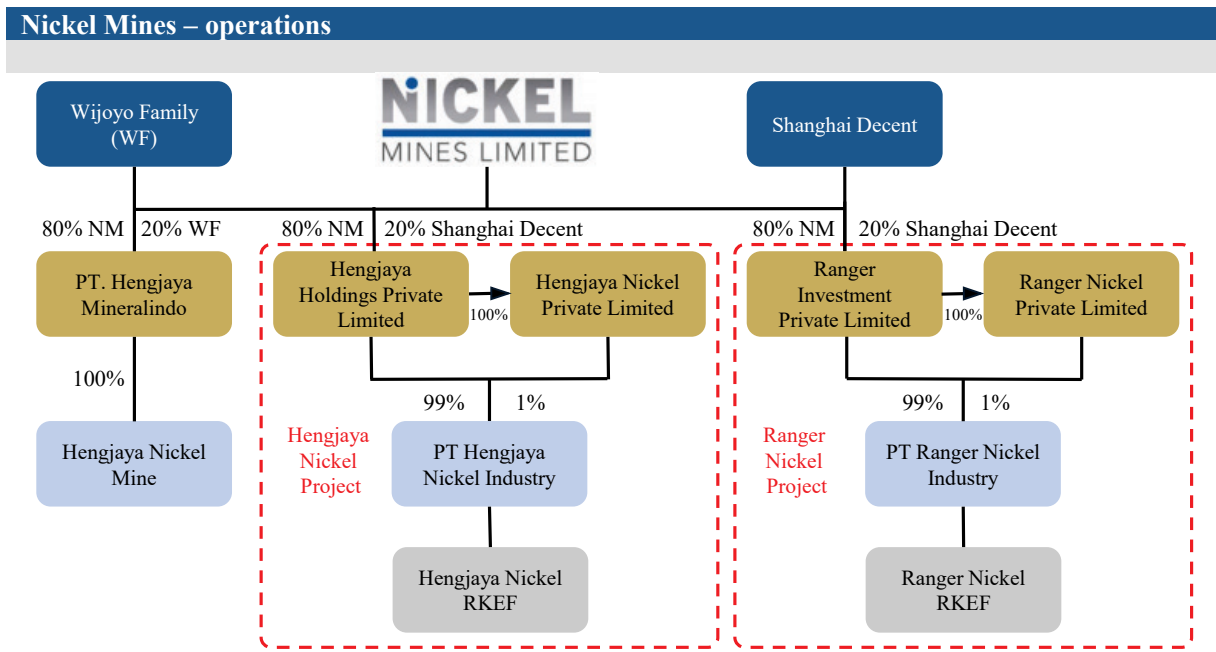 Nickel Mines – operations
Wijoyo Family
(WF)
NiCKEL
MINES LIMITED
Shanghai Decent
80% NM
20% WF
80% NM
20% Shanghai Decent
80% NM
20% Shanghai Decent
PT. Hengjaya
Mineralindo
Hengjaya
Holdings Private
Limited
100%
Hengjaya Nickel
Private Limited
Ranger
Investment
Private Limited
100%
Ranger Nickel
Private Limited
100%
99%
1%
99%
1%
Hengjaya Nickel
Mine
Hengjaya
Nickel
Project
PT Hengjaya
Nickel Industry
Ranger
Nickel
Project
PT Ranger Nickel
Industry
Hengjaya Nickel
RKEF
Ranger Nickel
RKEF